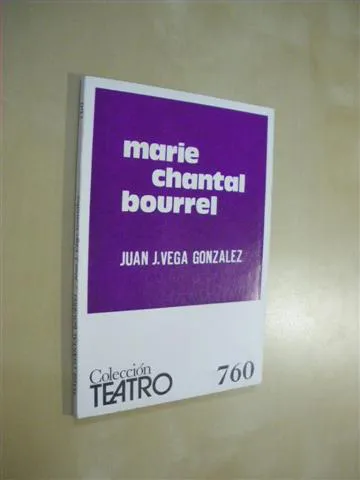 marie
chantal
bourrel
JUAN J.VEGA GONZALEZ
Colección
TEATRO
760